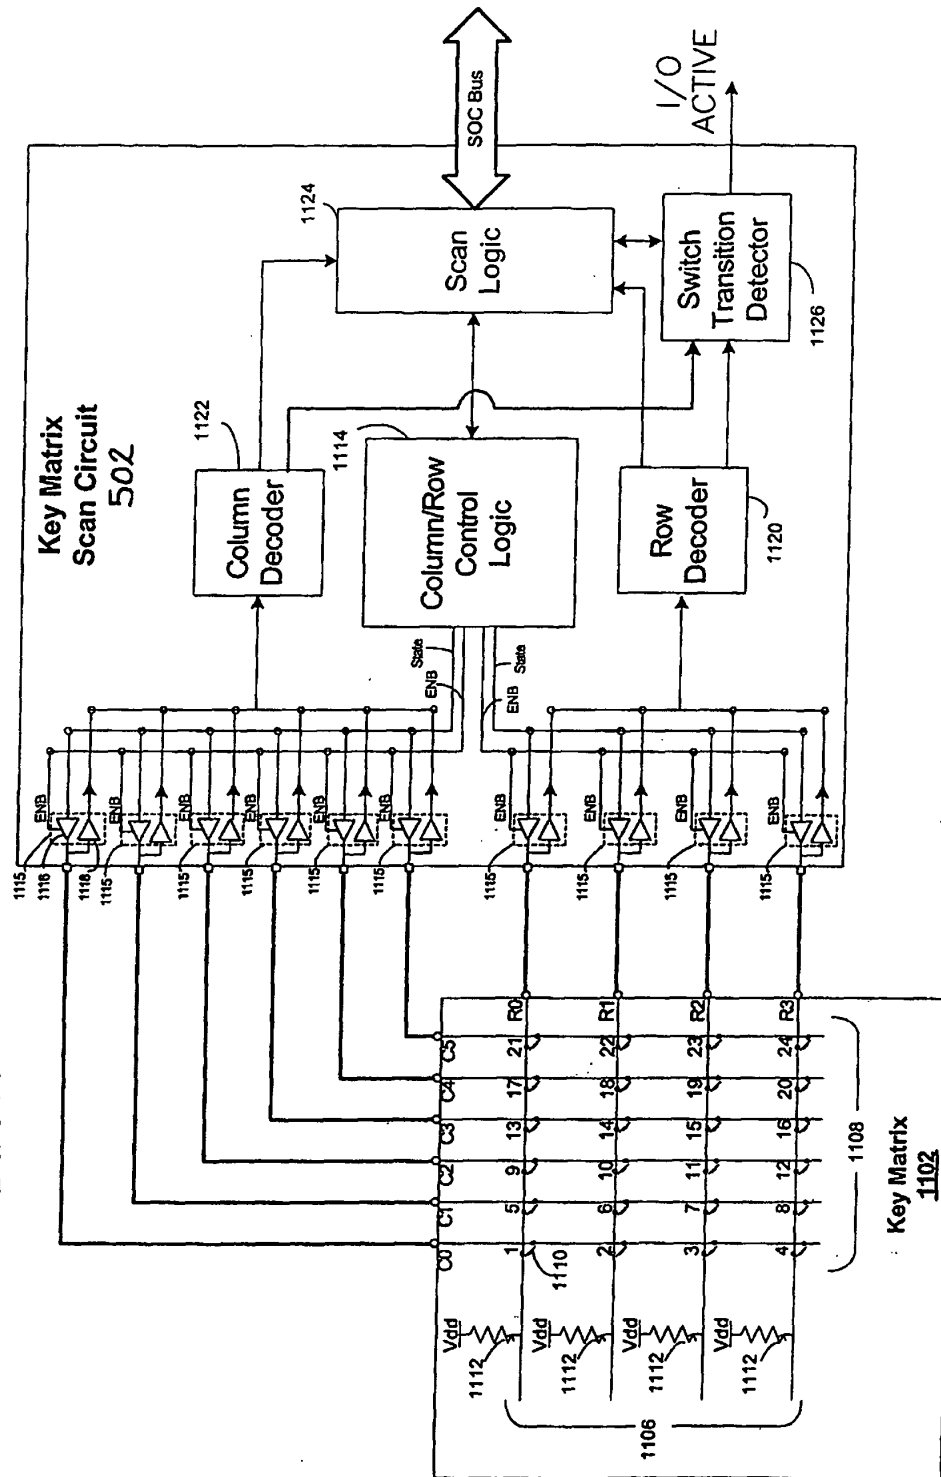 Key Matrix
Scan Circuit
502
SOC Bus
I/O
ACTIVE
1124
Scan
Logic
Switch
Transition
Detector
1126
1122
Column
Decoder
1114
Column/Row
Control
Logic
Row
Decoder
1120
State
ENB
ENB
State
ENB
ENB
ENB
ENB
ENB
ENB
ENB
ENB
ENB
ENB
1115
1116
1118
1115
1115
1115
1115
1115
1115
1115
1115
1115
C0
C1
C2
C3
C4
C5
R0
R1
R2
R3
1
5
9
13
17
21
2
6
10
14
18
22
3
7
11
15
19
23
4
8
12
16
20
24
1110
Vdd
Vdd
Vdd
Vdd
1112
1112
1112
1112
1106
1108
Key Matrix
1102